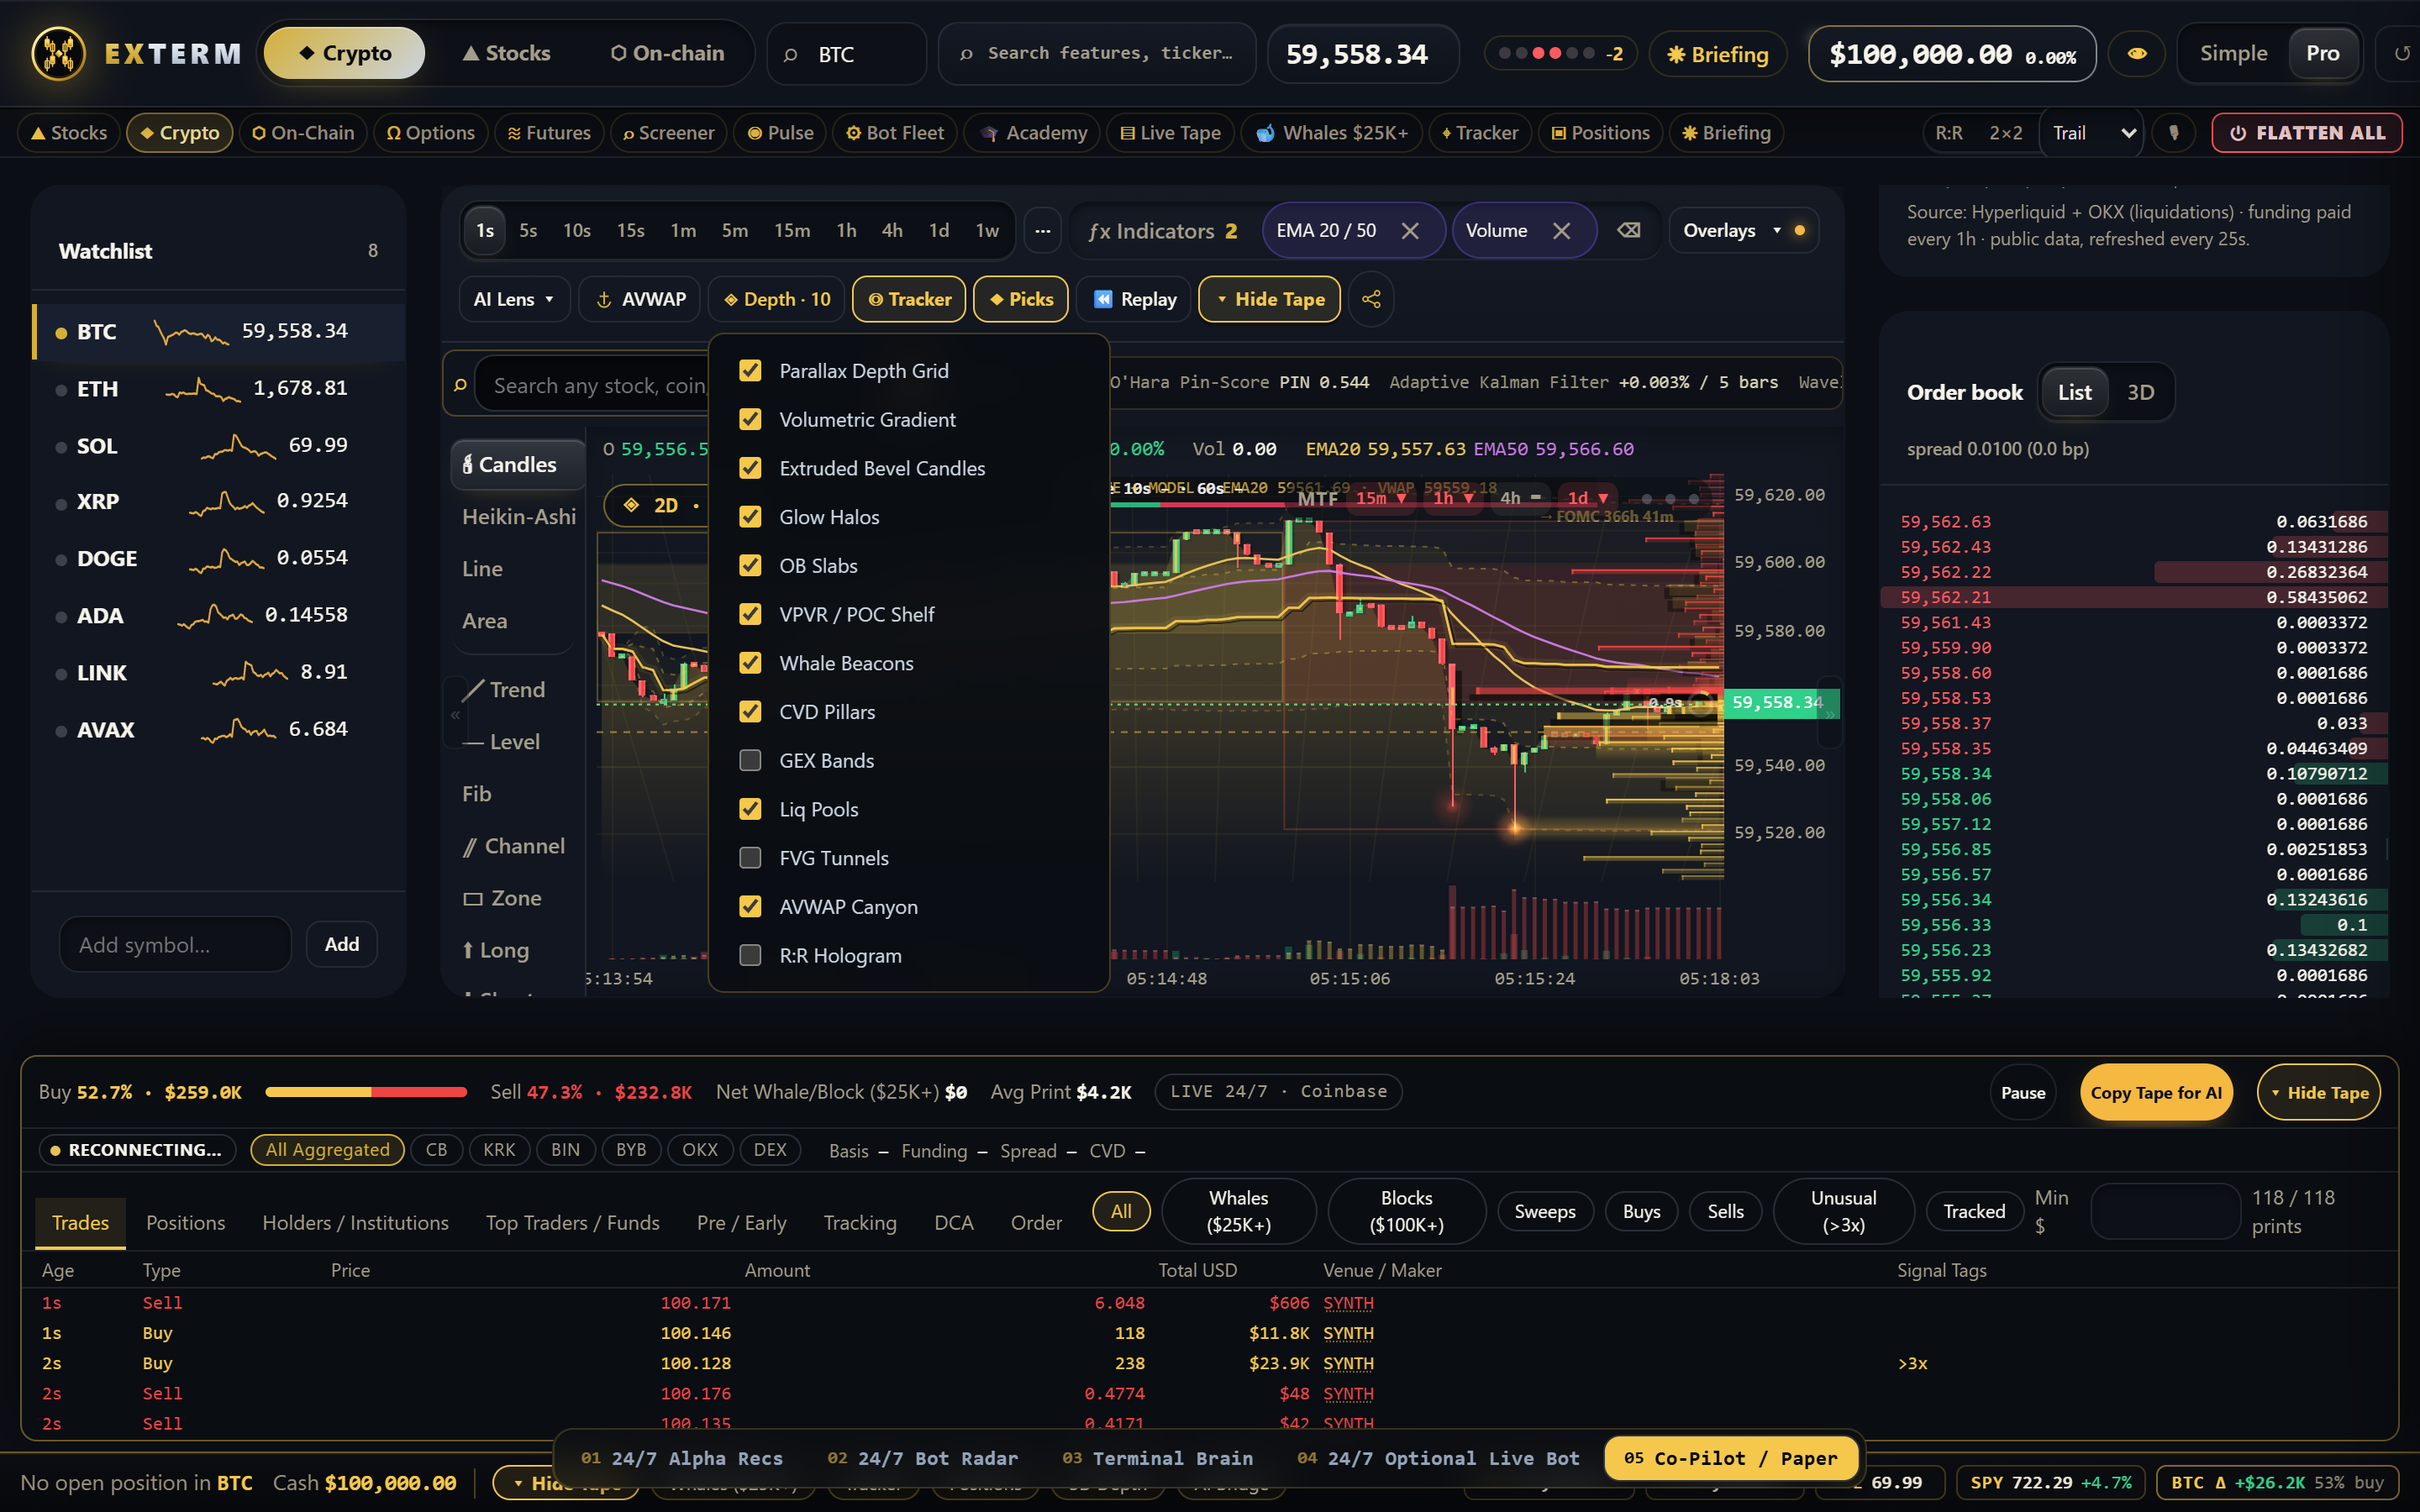 EXTERM
◆ Crypto
▲ Stocks
⬡ On-chain
BTC
Search features, ticker…
59,558.34
-2
Briefing
$100,000.00 0.00%
Simple
Pro
Stocks
Crypto
On-Chain
Ω Options
Futures
Screener
Pulse
Bot Fleet
Academy
Live Tape
Whales $25K+
Tracker
Positions
Briefing
R:R 2×2
Trail
FLATTEN ALL
Watchlist 8
BTC 59,558.34
ETH 1,678.81
SOL 69.99
XRP 0.9254
DOGE 0.0554
ADA 0.14558
LINK 8.91
AVAX 6.684
Add symbol...
Add
1s 5s 10s 15s 1m 5m 15m 1h 4h 1d 1w
...
ƒx Indicators 2
EMA 20 / 50 ✕
Volume ✕
Overlays ▾
AI Lens ▾
AVWAP
◈ Depth · 10
Tracker
◆ Picks
Replay
▾ Hide Tape
Search any stock, coin,
O'Hara Pin-Score PIN 0.544 Adaptive Kalman Filter +0.003% / 5 bars
Parallax Depth Grid
Volumetric Gradient
Extruded Bevel Candles
Glow Halos
OB Slabs
VPVR / POC Shelf
Whale Beacons
CVD Pillars
GEX Bands
Liq Pools
FVG Tunnels
AVWAP Canyon
R:R Hologram
Candles
Heikin-Ashi
Line
Area
Trend
Level
Fib
Channel
Zone
Long
O 59,556.5
0.00% Vol 0.00 EMA20 59,557.63 EMA50 59,566.60
◈ 2D •
10s MODEL 60s EMA20 59561.69 · VWAP 59559.18
MTF 15m ▼ 1h ▼ 4h 1d ▼
→ FOMC 366h 41m
59,620.00
59,600.00
59,580.00
0.9s
59,558.34
59,540.00
59,520.00
5:13:54 05:14:48 05:15:06 05:15:24 05:18:03
Source: Hyperliquid + OKX (liquidations) · funding paid
every 1h · public data, refreshed every 25s.
Order book
List
3D
spread 0.0100 (0.0 bp)
59,562.63 0.0631686
59,562.43 0.13431286
59,562.22 0.26832364
59,562.21 0.58435062
59,561.43 0.0003372
59,559.90 0.0003372
59,558.60 0.0001686
59,558.53 0.0001686
59,558.37 0.033
59,558.35 0.04463409
59,558.34 0.10790712
59,558.06 0.0001686
59,557.12 0.0001686
59,556.85 0.00251853
59,556.57 0.0001686
59,556.34 0.13243616
59,556.33 0.1
59,556.23 0.13432682
59,555.92 0.0001686
Buy 52.7% · $259.0K
Sell 47.3% · $232.8K
Net Whale/Block ($25K+) $0
Avg Print $4.2K
LIVE 24/7 · Coinbase
Pause
Copy Tape for AI
▾ Hide Tape
RECONNECTING…
All Aggregated
CB
KRK
BIN
BYB
OKX
DEX
Basis – Funding – Spread – CVD –
Trades
Positions
Holders / Institutions
Top Traders / Funds
Pre / Early
Tracking
DCA
Order
All
Whales
($25K+)
Blocks
($100K+)
Sweeps
Buys
Sells
Unusual
(>3x)
Tracked
Min
$
118 / 118
prints
Age Type Price Amount Total USD Venue / Maker Signal Tags
1s Sell 100.171 6.048 $606 SYNTH
1s Buy 100.146 118 $11.8K SYNTH
2s Buy 100.128 238 $23.9K SYNTH >3x
2s Sell 100.176 0.4774 $48 SYNTH
2s Sell 100.135 0.4171 $42 SYNTH
01 24/7 Alpha Recs
02 24/7 Bot Radar
03 Terminal Brain
04 24/7 Optional Live Bot
05 Co-Pilot / Paper
No open position in BTC Cash $100,000.00
69.99
SPY 722.29 +4.7%
BTC Δ +$26.2K 53% buy